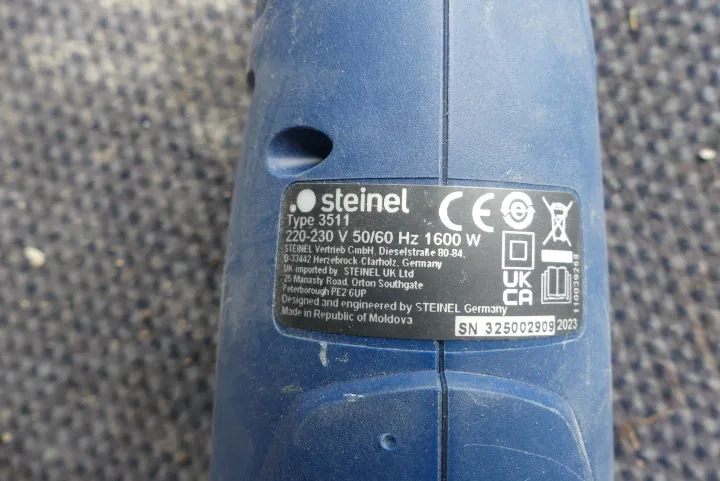 steinel
Type 3511
220-230 V 50/60 Hz 1600 W
STEINEL Vertrieb GmbH, Dieselstraße 80-84,
D-33442 Herzebrock-Clarholz, Germany
UK-imported by STEINEL UK Ltd
25 Manasty Road, Orton Southgate
Peterborough PE2 6UP
Designed and engineered by STEINEL Germany
Made in Republic of Moldova
CE
UK
CA
110039268
SN 325002909 2023